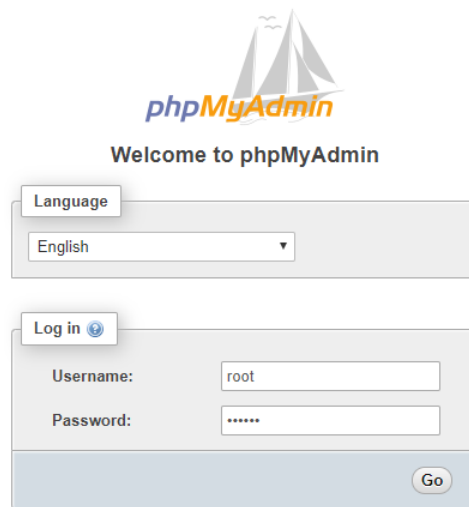 phpMyAdmin
Welcome to phpMyAdmin
Language
English
Log in
Username:
root
Password:
••••••
Go